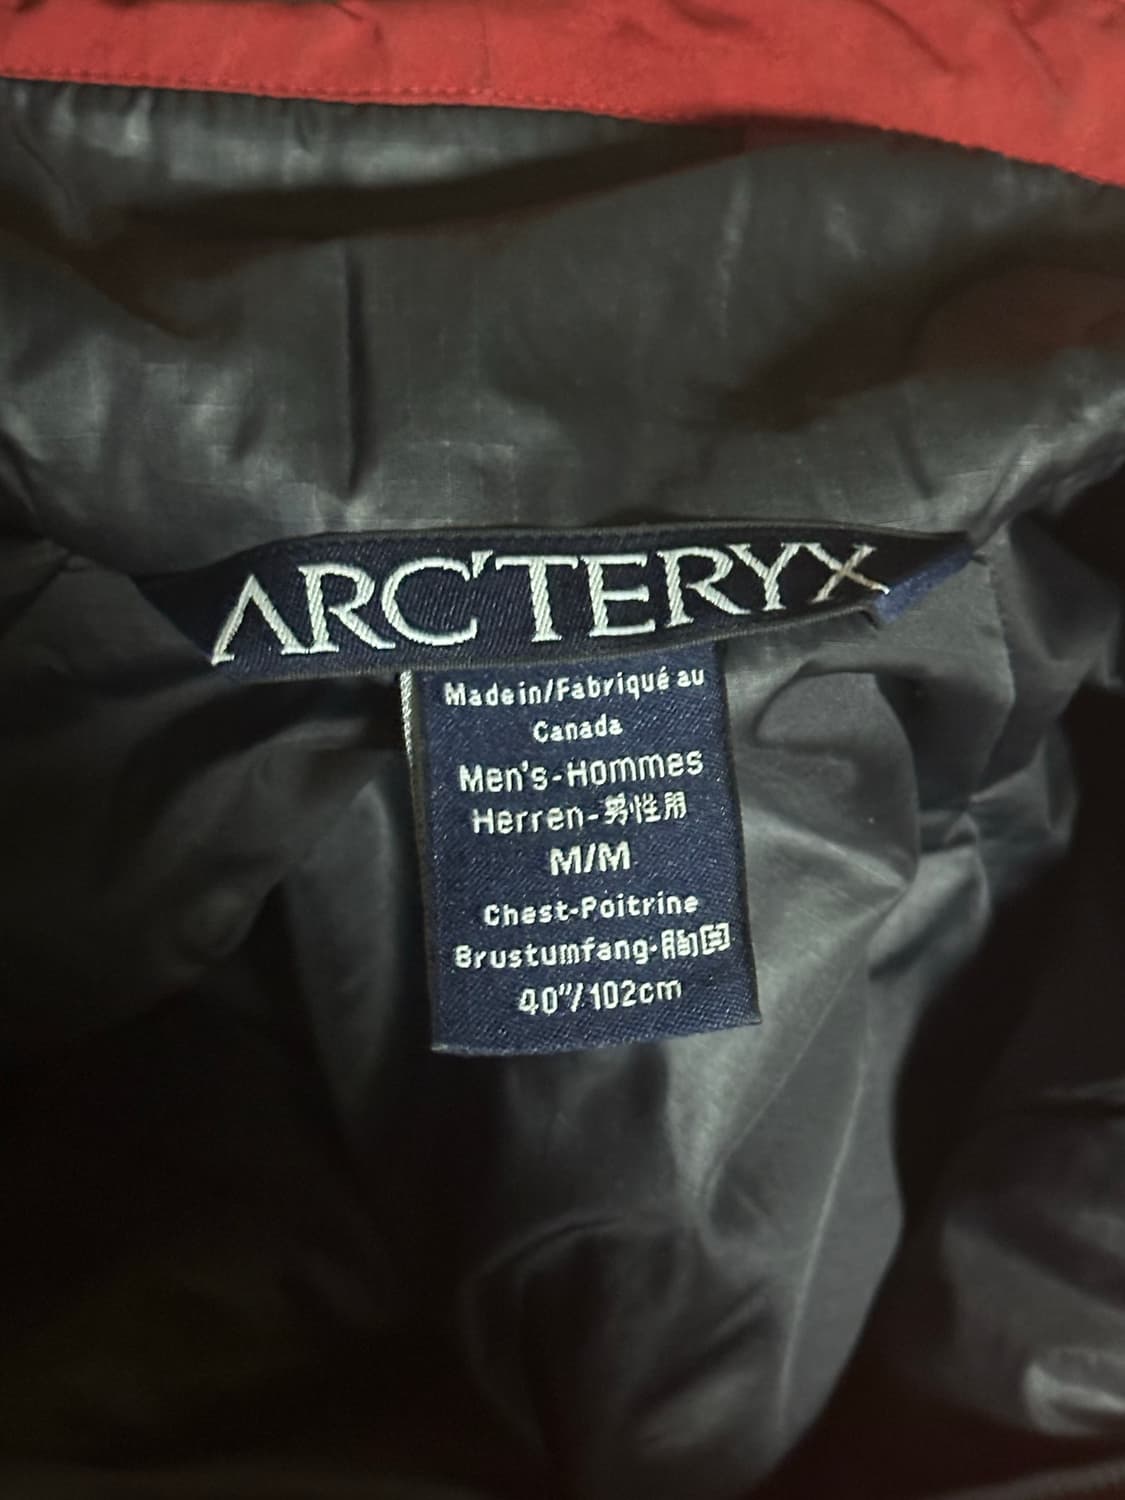 ARC'TERYX
Made in/Fabriqué au
Canada
Men's-Hommes
Herren-男性用
M/M
Chest-Poitrine
Brustumfang-胸囲
40"/102cm